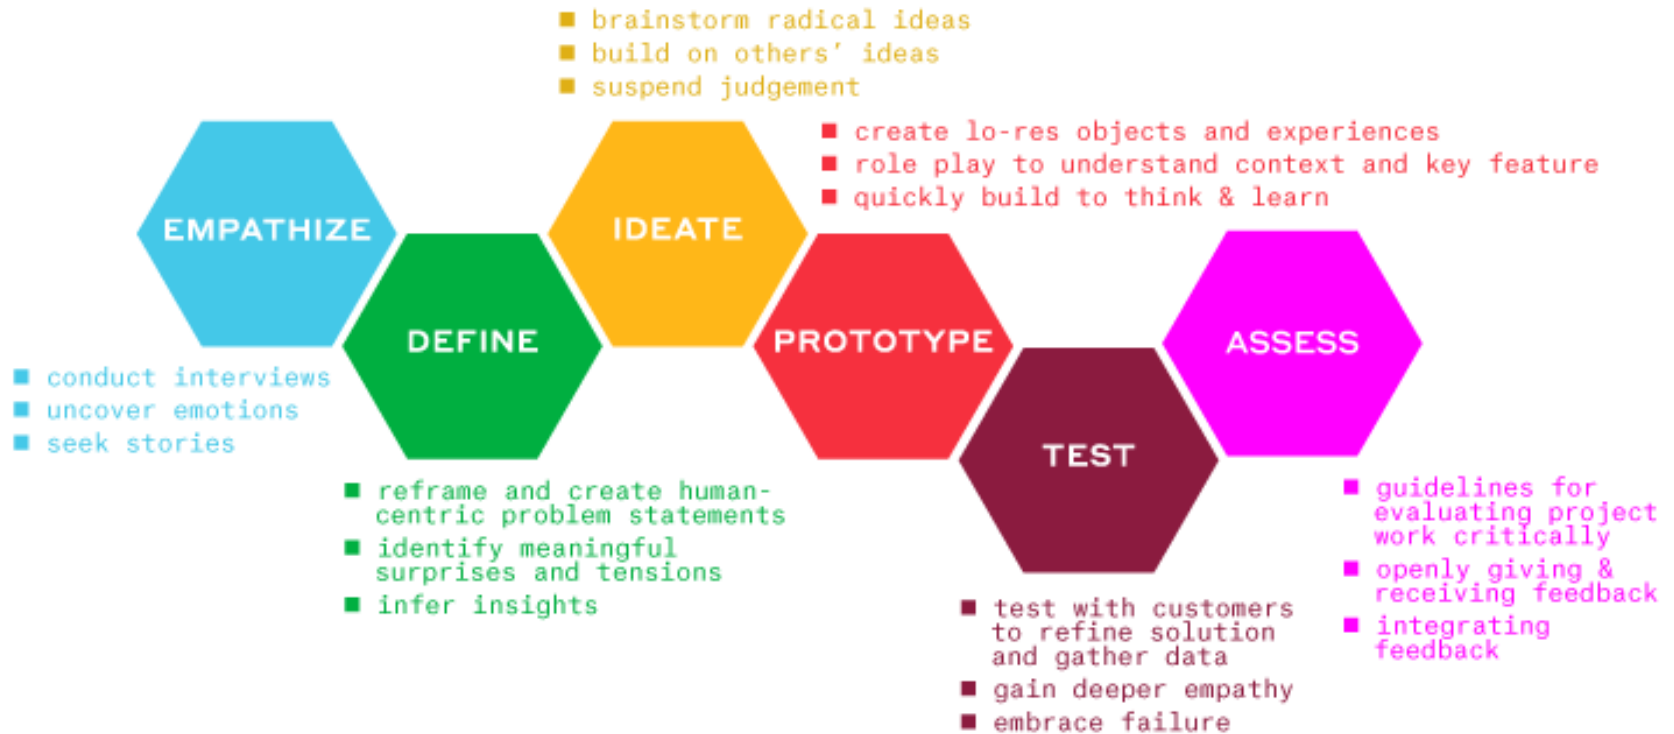 ■ brainstorm radical ideas
■ build on others’ ideas
■ suspend judgement
EMPATHIZE
■ conduct interviews
■ uncover emotions
■ seek stories
DEFINE
■ reframe and create human-
centric problem statements
■ identify meaningful
surprises and tensions
■ infer insights
IDEATE
■ create lo-res objects and experiences
■ role play to understand context and key feature
■ quickly build to think & learn
PROTOTYPE
TEST
■ test with customers
to refine solution
and gather data
■ gain deeper empathy
■ embrace failure
ASSESS
■ guidelines for
evaluating project
work critically
■ openly giving &
receiving feedback
■ integrating
feedback